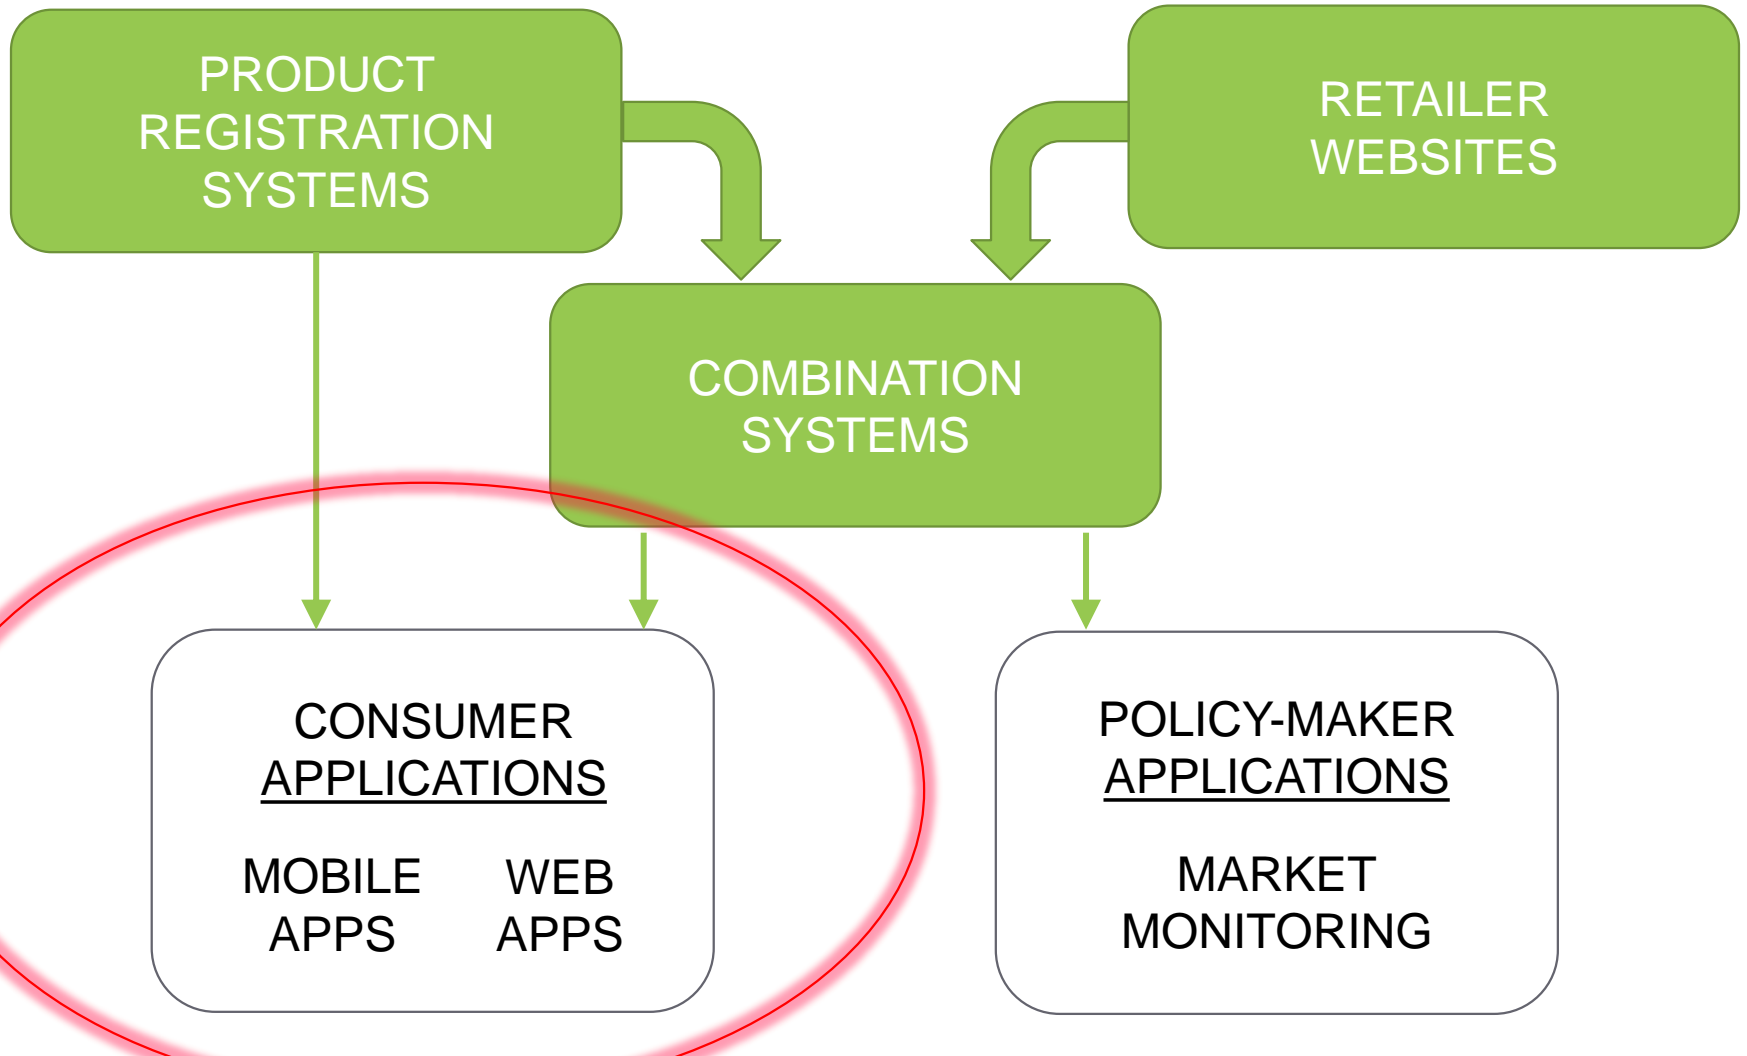 PRODUCT
REGISTRATION
SYSTEMS
RETAILER
WEBSITES
COMBINATION
SYSTEMS
CONSUMER
APPLICATIONS
MOBILE
APPS
WEB
APPS
POLICY-MAKER
APPLICATIONS
MARKET
MONITORING